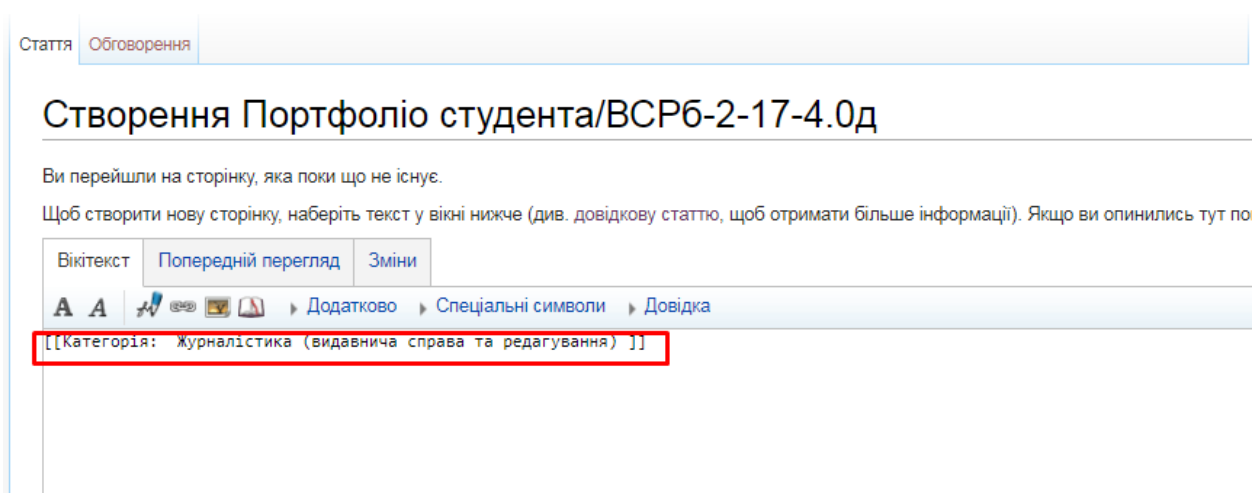 Стаття Обговорення
Створення Портфоліо студента/ВСРб-2-17-4.0д
Ви перейшли на сторінку, яка поки що не існує.
Щоб створити нову сторінку, наберіть текст у вікні нижче (див. довідкову статтю, щоб отримати більше інформації). Якщо ви опинились тут
Вікітекст Попередній перегляд Зміни
A A Додатково Спеціальні символи Довідка
[[Категорія: Журналістика (видавнича справа та редагування) ]]